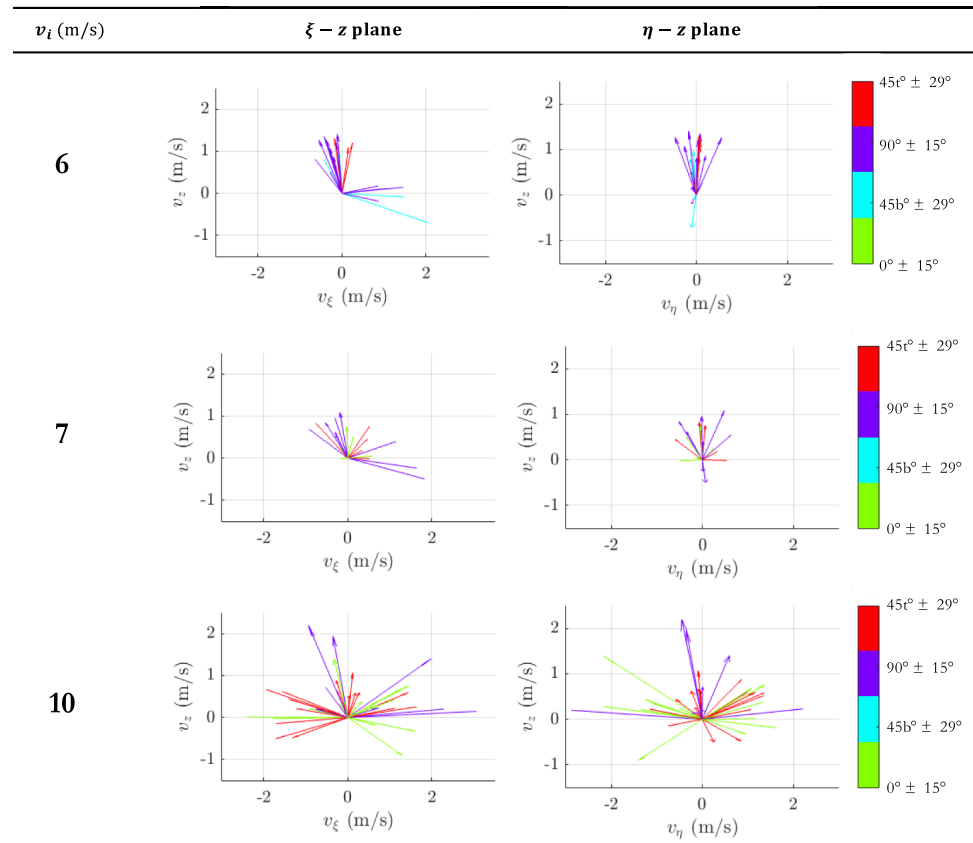 v_i (m/s) ξ − z plane η − z plane
6
2
1
0
-1
v_z (m/s)
-2 0 2
v_ξ (m/s)
2
1
0
-1
v_z (m/s)
-2 0 2
v_η (m/s)
45t° ± 29°
90° ± 15°
45b° ± 29°
0° ± 15°
7
2
1
0
-1
v_z (m/s)
-2 0 2
v_ξ (m/s)
2
1
0
-1
v_z (m/s)
-2 0 2
v_η (m/s)
45t° ± 29°
90° ± 15°
45b° ± 29°
0° ± 15°
10
2
1
0
-1
v_z (m/s)
-2 0 2
v_ξ (m/s)
2
1
0
-1
v_z (m/s)
-2 0 2
v_η (m/s)
45t° ± 29°
90° ± 15°
45b° ± 29°
0° ± 15°